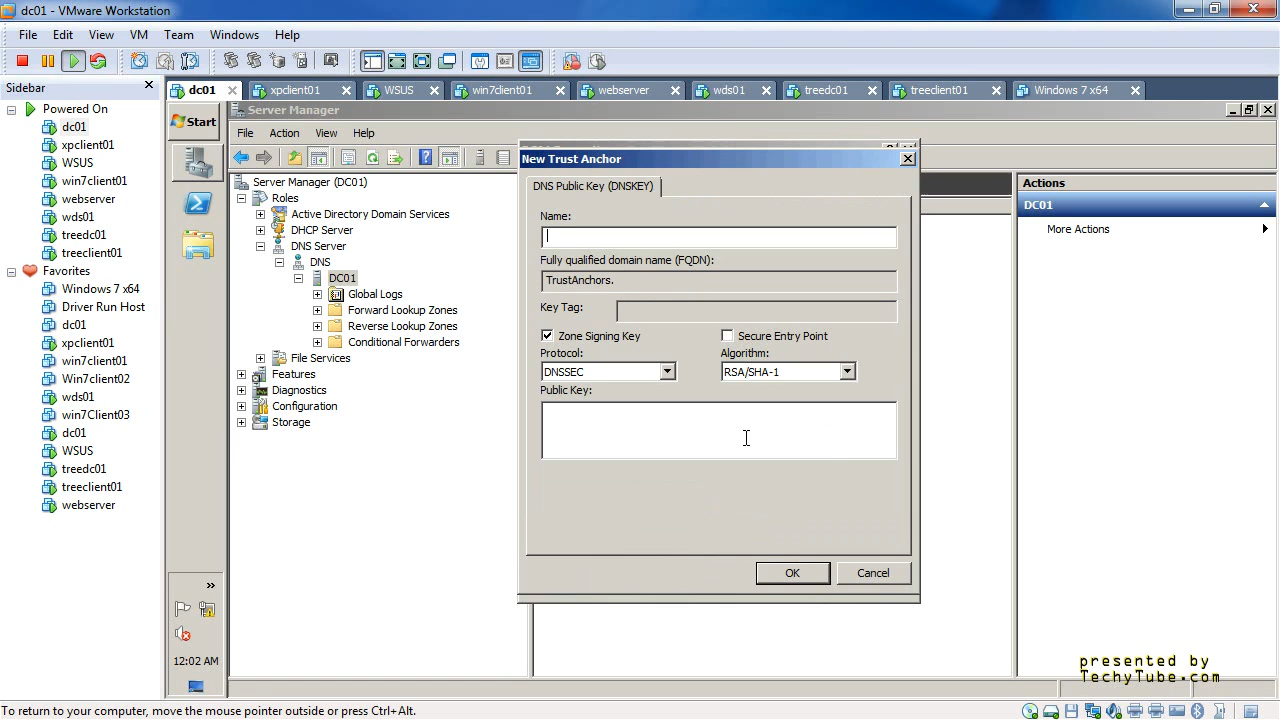 dc01 - VMware Workstation
File Edit View VM Team Windows Help
Sidebar
Powered On
dc01
xpclient01
WSUS
win7client01
webserver
wds01
treedc01
treeclient01
Favorites
Windows 7 x64
Driver Run Host
dc01
xpclient01
win7client01
Win7client02
wds01
win7Client03
dc01
WSUS
treedc01
treeclient01
webserver
dc01 xpclient01 WSUS win7client01 webserver wds01 treedc01 treeclient01 Windows 7 x64
Start
12:02 AM
Server Manager
File Action View Help
Server Manager (DC01)
Roles
Active Directory Domain Services
DHCP Server
DNS Server
DNS
DC01
Global Logs
Forward Lookup Zones
Reverse Lookup Zones
Conditional Forwarders
File Services
Features
Diagnostics
Configuration
Storage
New Trust Anchor
DNS Public Key (DNSKEY)
Name:
Fully qualified domain name (FQDN):
TrustAnchors.
Key Tag:
Zone Signing Key Secure Entry Point
Protocol: Algorithm:
DNSSEC RSA/SHA-1
Public Key:
OK Cancel
Actions
DC01
More Actions
presented by
TechyTube.com
To return to your computer, move the mouse pointer outside or press Ctrl+Alt.